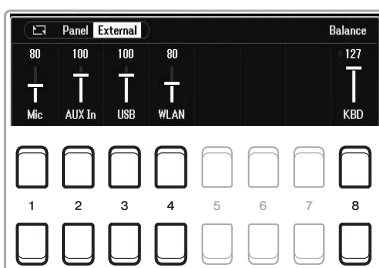 Panel External Balance
80 100 100 80 127
Mic AUX In USB WLAN KBD
1 2 3 4 5 6 7 8